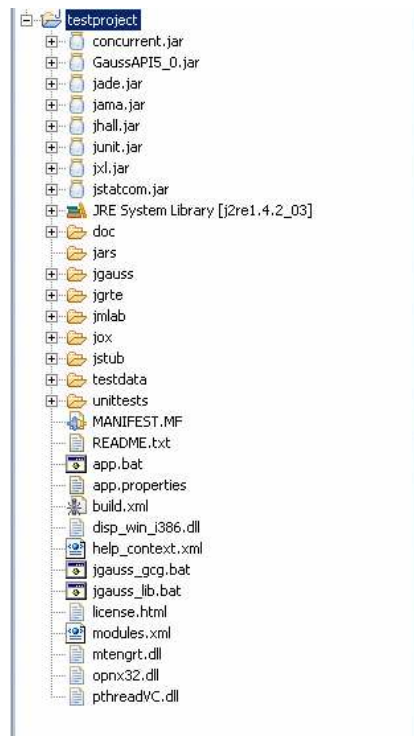 testproject
concurrent.jar
GaussAPI5_0.jar
jade.jar
jama.jar
jhall.jar
junit.jar
jxl.jar
jstatcom.jar
JRE System Library [j2re1.4.2_03]
doc
jars
jgauss
jgrte
jmlab
jox
jstub
testdata
unittests
MANIFEST.MF
README.txt
app.bat
app.properties
build.xml
disp_win_i386.dll
help_context.xml
jgauss_gcg.bat
jgauss_lib.bat
license.html
modules.xml
mtengrt.dll
opnx32.dll
pthreadVC.dll